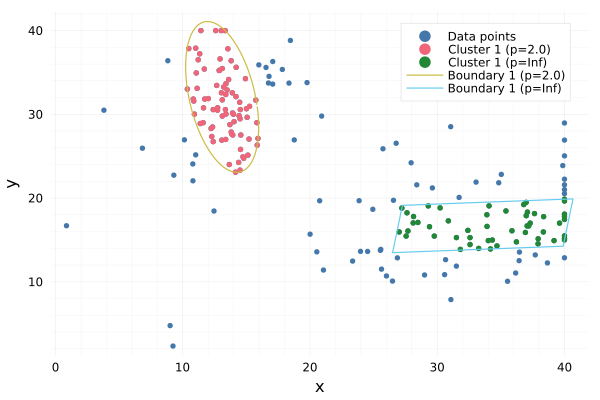 40
30
20
10
y
0
10
20
30
40
x
Data points
Cluster 1 (p=2.0)
Cluster 1 (p=Inf)
Boundary 1 (p=2.0)
Boundary 1 (p=Inf)